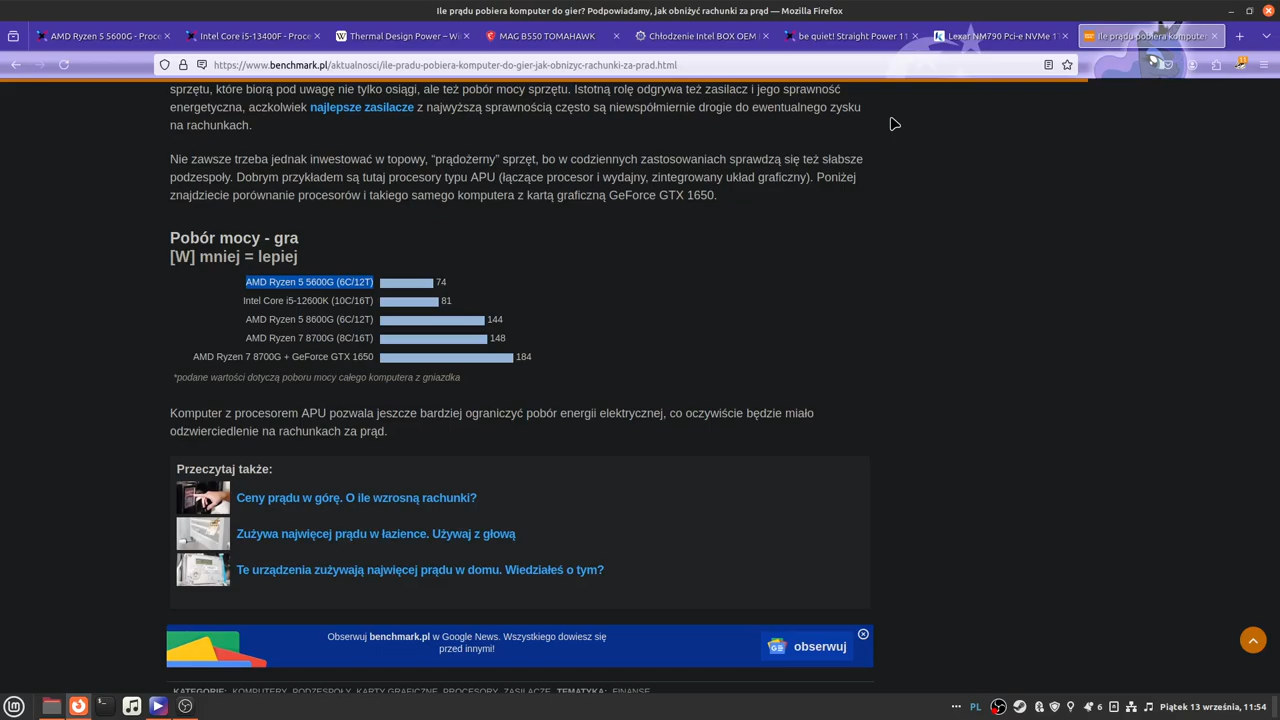 Ile prądu pobiera komputer do gier? Podpowiadamy, jak obniżyć rachunki za prąd — Mozilla Firefox
AMD Ryzen 5 5600G - Proce
Intel Core i5-13400F - Proce
Thermal Design Power – Wi
MAG B550 TOMAHAWK
Chłodzenie Intel BOX OEM
be quiet! Straight Power 11
Lexar NM790 Pci-e NVMe 1T
Ile prądu pobiera komputer
https://www.benchmark.pl/aktualnosci/ile-pradu-pobiera-komputer-do-gier-jak-obnizyc-rachunki-za-prad.html
sprzętu, które biorą pod uwagę nie tylko osiągi, ale też pobór mocy sprzętu. Istotną rolę odgrywa też zasilacz i jego sprawność
energetyczna, aczkolwiek najlepsze zasilacze z najwyższą sprawnością często są niewspółmiernie drogie do ewentualnego zysku
na rachunkach.
Nie zawsze trzeba jednak inwestować w topowy, “prądożerny” sprzęt, bo w codziennych zastosowaniach sprawdzą się też słabsze
podzespoły. Dobrym przykładem są tutaj procesory typu APU (łączące procesor i wydajny, zintegrowany układ graficzny). Poniżej
znajdziecie porównanie procesorów i takiego samego komputera z kartą graficzną GeForce GTX 1650.
Pobór mocy - gra
[W] mniej = lepiej
AMD Ryzen 5 5600G (6C/12T) 74
Intel Core i5-12600K (10C/16T) 81
AMD Ryzen 5 8600G (6C/12T) 144
AMD Ryzen 7 8700G (8C/16T) 148
AMD Ryzen 7 8700G + GeForce GTX 1650 184
*podane wartości dotyczą poboru mocy całego komputera z gniazdka
Komputer z procesorem APU pozwala jeszcze bardziej ograniczyć pobór energii elektrycznej, co oczywiście będzie miało
odzwierciedlenie na rachunkach za prąd.
Przeczytaj także:
Ceny prądu w górę. O ile wzrosną rachunki?
Zużywa najwięcej prądu w łazience. Używaj z głową
Te urządzenia zużywają najwięcej prądu w domu. Wiedziałeś o tym?
Obserwuj benchmark.pl w Google News. Wszystkiego dowiesz się
przed innymi!
obserwuj
KATEGORIE: KOMPUTERY PODZESPOŁY KARTY GRAFICZNE PROCESORY ZASILACZE TEMATYKA: FINANSE
PL
6
Piątek 13 września, 11:54